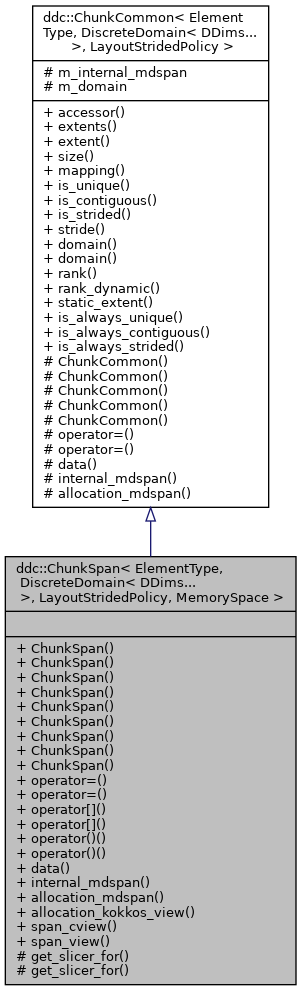 ddc::ChunkCommon< Element
Type, DiscreteDomain< DDims...
>, LayoutStridedPolicy >
# m_internal_mdspan
# m_domain
+ accessor()
+ extents()
+ extent()
+ size()
+ mapping()
+ is_unique()
+ is_contiguous()
+ is_strided()
+ stride()
+ domain()
+ domain()
+ rank()
+ rank_dynamic()
+ static_extent()
+ is_always_unique()
+ is_always_contiguous()
+ is_always_strided()
# ChunkCommon()
# ChunkCommon()
# ChunkCommon()
# ChunkCommon()
# ChunkCommon()
# operator=()
# operator=()
# data()
# internal_mdspan()
# allocation_mdspan()
ddc::ChunkSpan< ElementType,
DiscreteDomain< DDims...
>, LayoutStridedPolicy, MemorySpace >
+ ChunkSpan()
+ ChunkSpan()
+ ChunkSpan()
+ ChunkSpan()
+ ChunkSpan()
+ ChunkSpan()
+ ChunkSpan()
+ ChunkSpan()
+ ChunkSpan()
+ operator=()
+ operator=()
+ operator[]()
+ operator[]()
+ operator()()
+ operator()()
+ data()
+ internal_mdspan()
+ allocation_mdspan()
+ allocation_kokkos_view()
+ span_cview()
+ span_view()
# get_slicer_for()
# get_slicer_for()